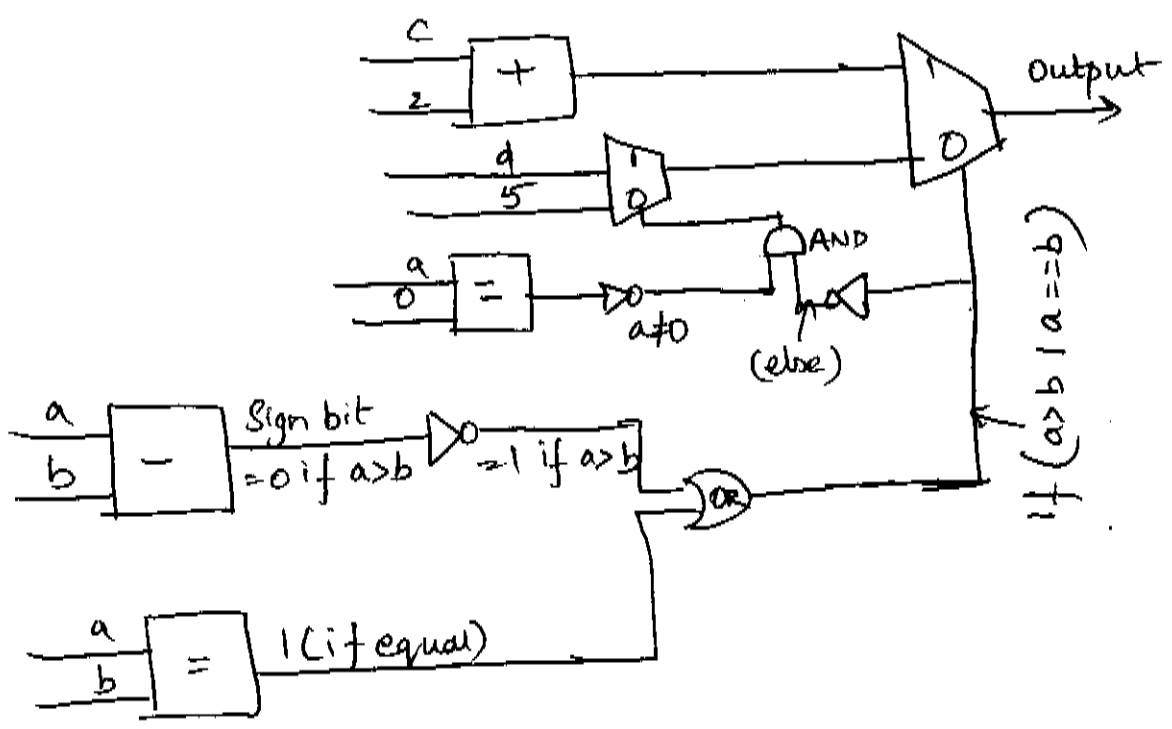 C
2
+
1
0
Output
d
5
1
0
AND
a
0
=
a≠0
(else)
a
b
-
Sign bit
=0 if a>b
=1 if a>b
OR
if (a>b | a==b)
a
b
=
1 (if equal)